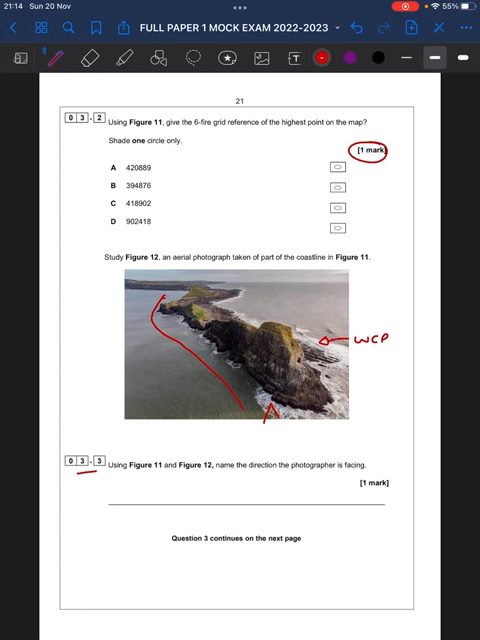 21:14 Sun 20 Nov
55%
FULL PAPER 1 MOCK EXAM 2022-2023
21
0 3 . 2 Using Figure 11, give the 6-fire grid reference of the highest point on the map?
Shade one circle only.
[1 mark]
A 420889
B 394876
C 418902
D 902418
Study Figure 12, an aerial photograph taken of part of the coastline in Figure 11.
WCP
0 3 . 3 Using Figure 11 and Figure 12, name the direction the photographer is facing.
[1 mark]
Question 3 continues on the next page